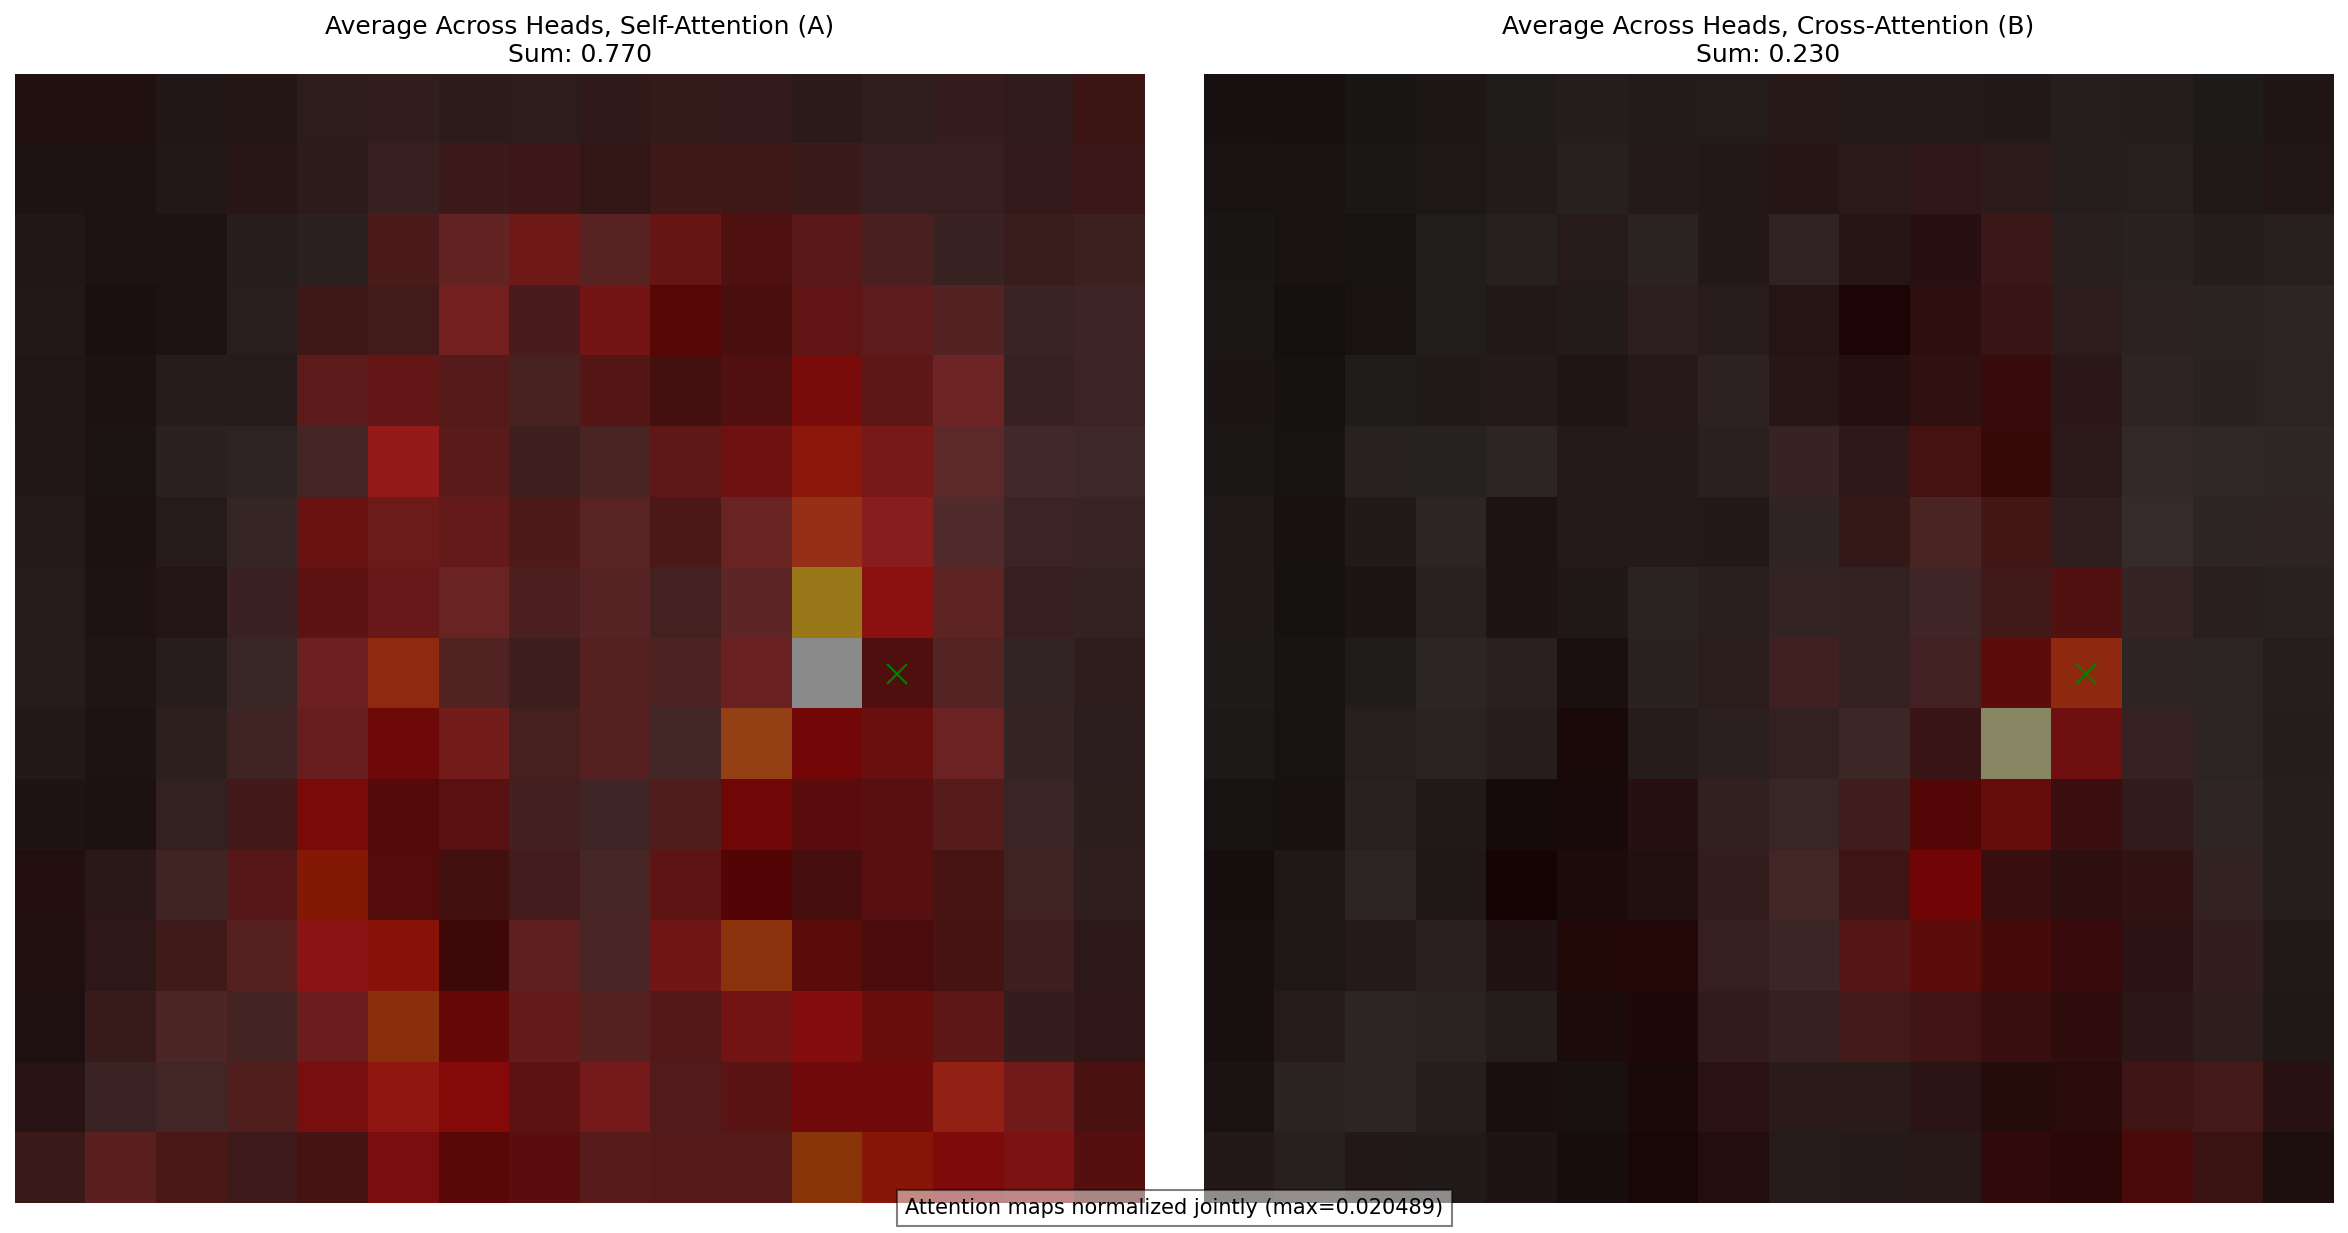 Average Across Heads, Self-Attention (A)
Sum: 0.770
Average Across Heads, Cross-Attention (B)
Sum: 0.230
Attention maps normalized jointly (max=0.020489)